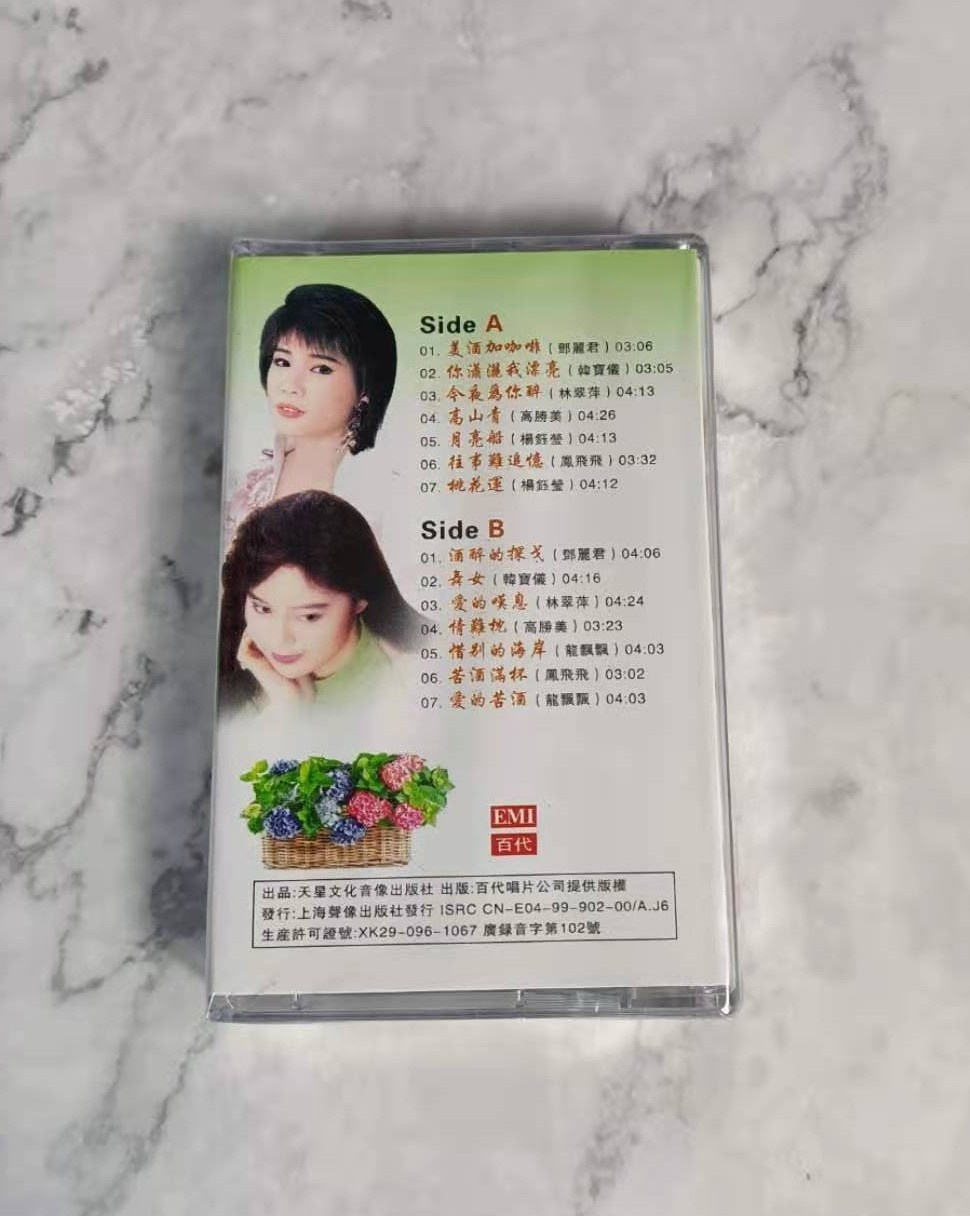 Side A
01. 美酒加咖啡（鄧麗君）03:06
02. 你瀟灑我漂亮（韓寶儀）03:05
03. 今夜爲你醉（林翠萍）04:13
04. 高山青（高勝美）04:26
05. 月亮船（楊鈺瑩）04:13
06. 往事難追憶（鳳飛飛）03:32
07. 桃花運（楊鈺瑩）04:12
Side B
01. 酒醉的探戈（鄧麗君）04:06
02. 舞女（韓寶儀）04:16
03. 愛的嘆息（林翠萍）04:24
04. 情難枕（高勝美）03:23
05. 惜别的海岸（龍飄飄）04:03
06. 苦酒滿杯（鳳飛飛）03:02
07. 愛的苦酒（龍飄飄）04:03
EMI
百代
出品:天星文化音像出版社 出版:百代唱片公司提供版權
發行:上海聲像出版社發行 ISRC CN-E04-99-902-00/A.J6
生産許可證號:XK29-096-1067 廣録音字第102號